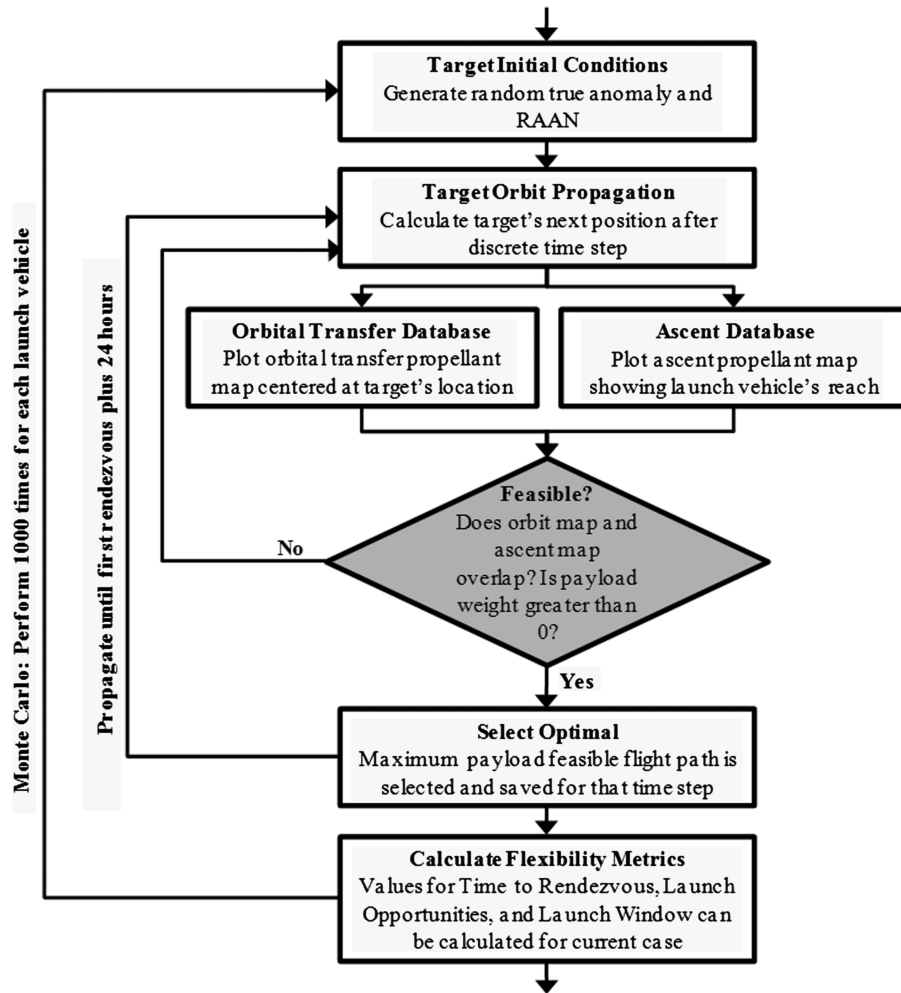 Target Initial Conditions
Generate random true anomaly and
RAAN
Target Orbit Propagation
Calculate target's next position after
discrete time step
Orbital Transfer Database
Plot orbital transfer propellant
map centered at target's location
Ascent Database
Plot ascent propellant map
showing launch vehicle's reach
Feasible?
Does orbit map and
ascent map
overlap? Is payload
weight greater than
0?
No
Yes
Select Optimal
Maximum payload feasible flight path is
selected and saved for that time step
Calculate Flexibility Metrics
Values for Time to Rendezvous, Launch
Opportunities, and Launch Window can
be calculated for current case
Propagate until first rendezvous plus 24 hours
Monte Carlo: Perform 1000 times for each launch vehicle